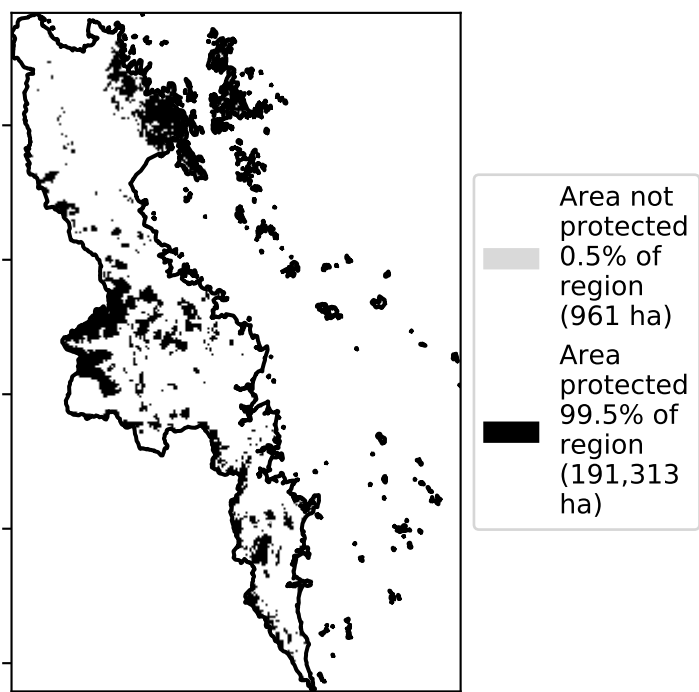 Area not
protected
0.5% of
region
(961 ha)
Area
protected
99.5% of
region
(191,313
ha)